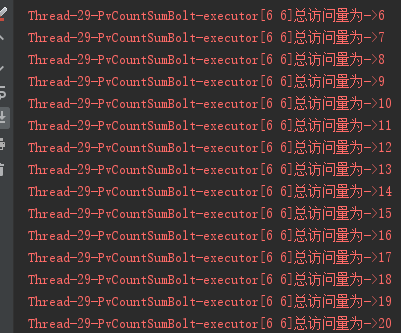 Thread-29-PvCountSumBolt-executor[6 6]总访问量为->6
Thread-29-PvCountSumBolt-executor[6 6]总访问量为->7
Thread-29-PvCountSumBolt-executor[6 6]总访问量为->8
Thread-29-PvCountSumBolt-executor[6 6]总访问量为->9
Thread-29-PvCountSumBolt-executor[6 6]总访问量为->10
Thread-29-PvCountSumBolt-executor[6 6]总访问量为->11
Thread-29-PvCountSumBolt-executor[6 6]总访问量为->12
Thread-29-PvCountSumBolt-executor[6 6]总访问量为->13
Thread-29-PvCountSumBolt-executor[6 6]总访问量为->14
Thread-29-PvCountSumBolt-executor[6 6]总访问量为->15
Thread-29-PvCountSumBolt-executor[6 6]总访问量为->16
Thread-29-PvCountSumBolt-executor[6 6]总访问量为->17
Thread-29-PvCountSumBolt-executor[6 6]总访问量为->18
Thread-29-PvCountSumBolt-executor[6 6]总访问量为->19
Thread-29-PvCountSumBolt-executor[6 6]总访问量为->20